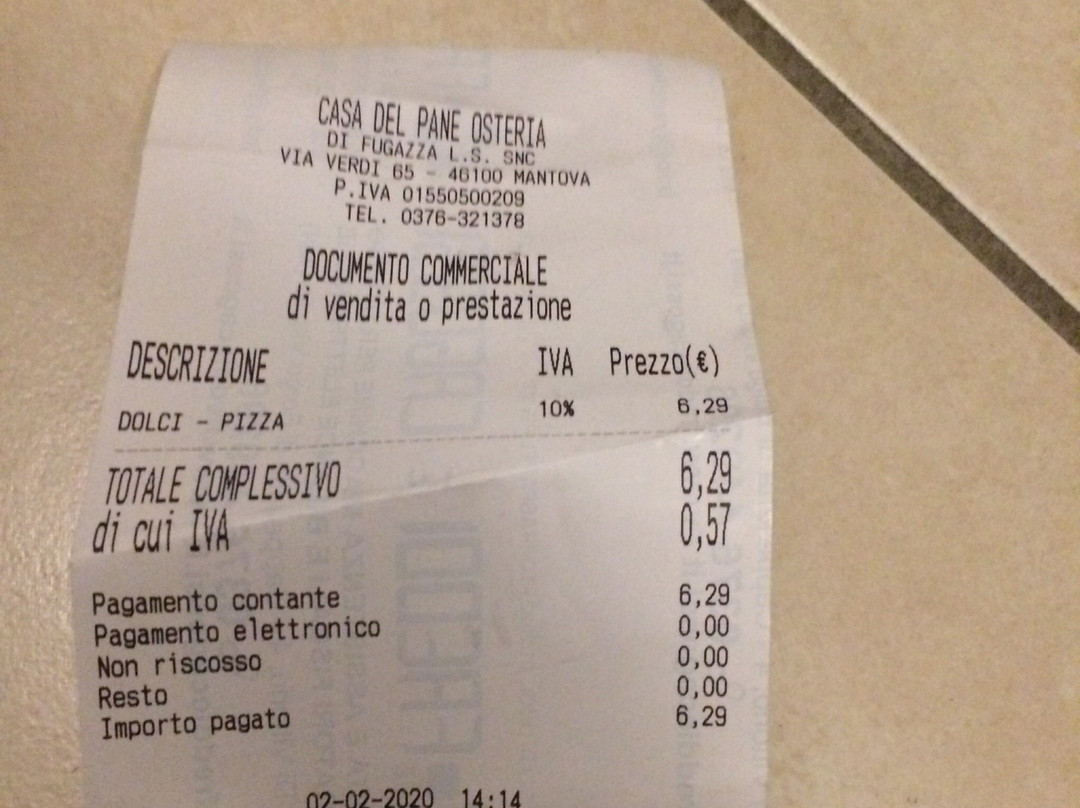 CASA DEL PANE OSTERIA
DI FUGAZZA L.S. SNC
VIA VERDI 65 - 46100 MANTOVA
P.IVA 01550500209
TEL. 0376-321378
DOCUMENTO COMMERCIALE
di vendita o prestazione
DESCRIZIONE IVA Prezzo(€)
DOLCI - PIZZA 10% 6,29
TOTALE COMPLESSIVO 6,29
di cui IVA 0,57
Pagamento contante 6,29
Pagamento elettronico 0,00
Non riscosso 0,00
Resto 0,00
Importo pagato 6,29
02-02-2020 14:14